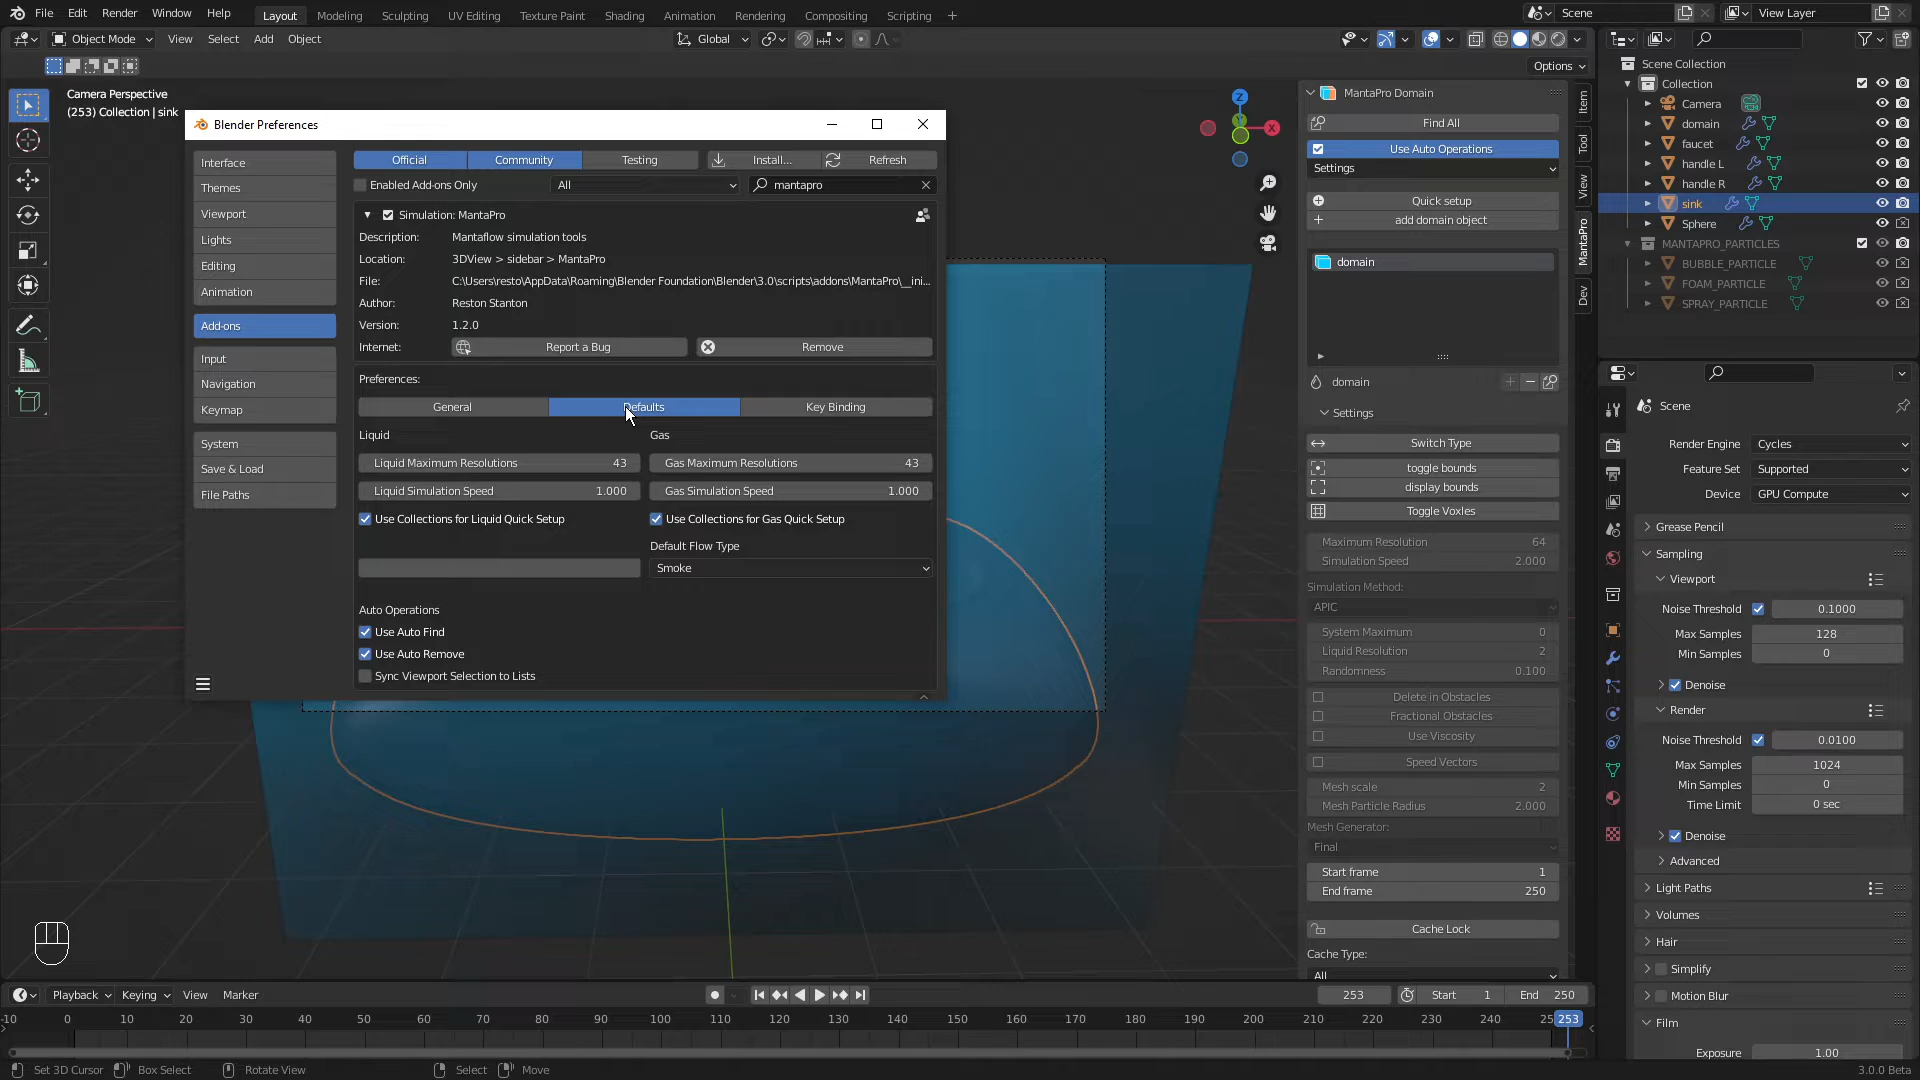 File Edit Render Window Help Layout Modeling Sculpting UV Editing Texture Paint Shading Animation Rendering Compositing Scripting + Scene View Layer
Object Mode View Select Add Object Global
Options
Camera Perspective
(253) Collection | sink
Blender Preferences
Interface
Themes
Viewport
Lights
Editing
Animation
Add-ons
Input
Navigation
Keymap
System
Save & Load
File Paths
Official Community Testing Install... Refresh
Enabled Add-ons Only All mantapro
Simulation: MantaPro
Description: Mantaflow simulation tools
Location: 3DView > sidebar > MantaPro
File: C:\Users\resto\AppData\Roaming\Blender Foundation\Blender\3.0\scripts\addons\MantaPro\__ini...
Author: Reston Stanton
Version: 1.2.0
Internet: Report a Bug Remove
Preferences:
General Defaults Key Binding
Liquid Gas
Liquid Maximum Resolutions 43 Gas Maximum Resolutions 43
Liquid Simulation Speed 1.000 Gas Simulation Speed 1.000
Use Collections for Liquid Quick Setup Use Collections for Gas Quick Setup
Default Flow Type
Smoke
Auto Operations
Use Auto Find
Use Auto Remove
Sync Viewport Selection to Lists
Z
X
MantaPro Domain
Find All
Use Auto Operations
Settings
Quick setup
add domain object
domain
domain
Settings
Switch Type
toggle bounds
display bounds
Toggle Voxles
Maximum Resolution 64
Simulation Speed 2.000
Simulation Method:
APIC
System Maximum 0
Liquid Resolution 2
Randomness 0.100
Delete in Obstacles
Fractional Obstacles
Use Viscosity
Speed Vectors
Mesh scale 2
Mesh Particle Radius 2.000
Mesh Generator:
Final
Start frame 1
End frame 250
Cache Lock
Cache Type:
All
Item
Tool
View
MantaPro
Dev
Scene Collection
Collection
Camera
domain
faucet
handle L
handle R
sink
Sphere
MANTAPRO_PARTICLES
BUBBLE_PARTICLE
FOAM_PARTICLE
SPRAY_PARTICLE
Scene
Render Engine Cycles
Feature Set Supported
Device GPU Compute
Grease Pencil
Sampling
Viewport
Noise Threshold 0.1000
Max Samples 128
Min Samples 0
Denoise
Render
Noise Threshold 0.0100
Max Samples 1024
Min Samples 0
Time Limit 0 sec
Denoise
Advanced
Light Paths
Volumes
Hair
Simplify
Motion Blur
Film
Exposure 1.00
Playback Keying View Marker 253 Start 1 End 250
-10 0 10 20 30 40 50 60 70 80 90 100 110 120 130 140 150 160 170 180 190 200 210 220 230 240 253
Set 3D Cursor Box Select Rotate View Select Move 3.0.0 Beta